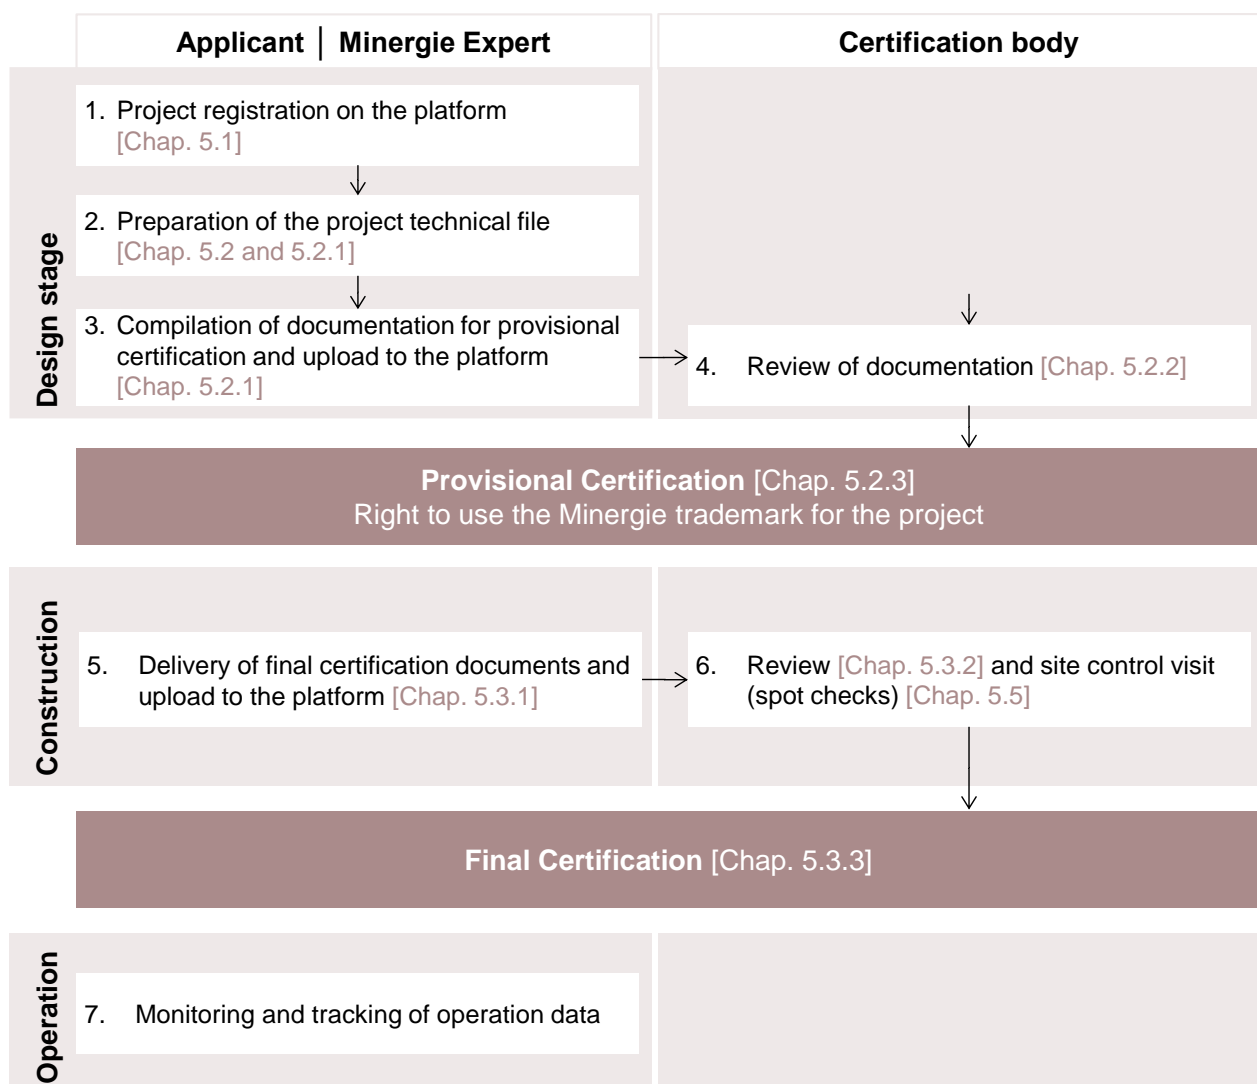 Applicant | Minergie Expert
Certification body
Design stage
1. Project registration on the platform
[Chap. 5.1]
2. Preparation of the project technical file
[Chap. 5.2 and 5.2.1]
3. Compilation of documentation for provisional
certification and upload to the platform
[Chap. 5.2.1]
4. Review of documentation [Chap. 5.2.2]
Provisional Certification [Chap. 5.2.3]
Right to use the Minergie trademark for the project
Construction
5. Delivery of final certification documents and
upload to the platform [Chap. 5.3.1]
6. Review [Chap. 5.3.2] and site control visit
(spot checks) [Chap. 5.5]
Final Certification [Chap. 5.3.3]
Operation
7. Monitoring and tracking of operation data